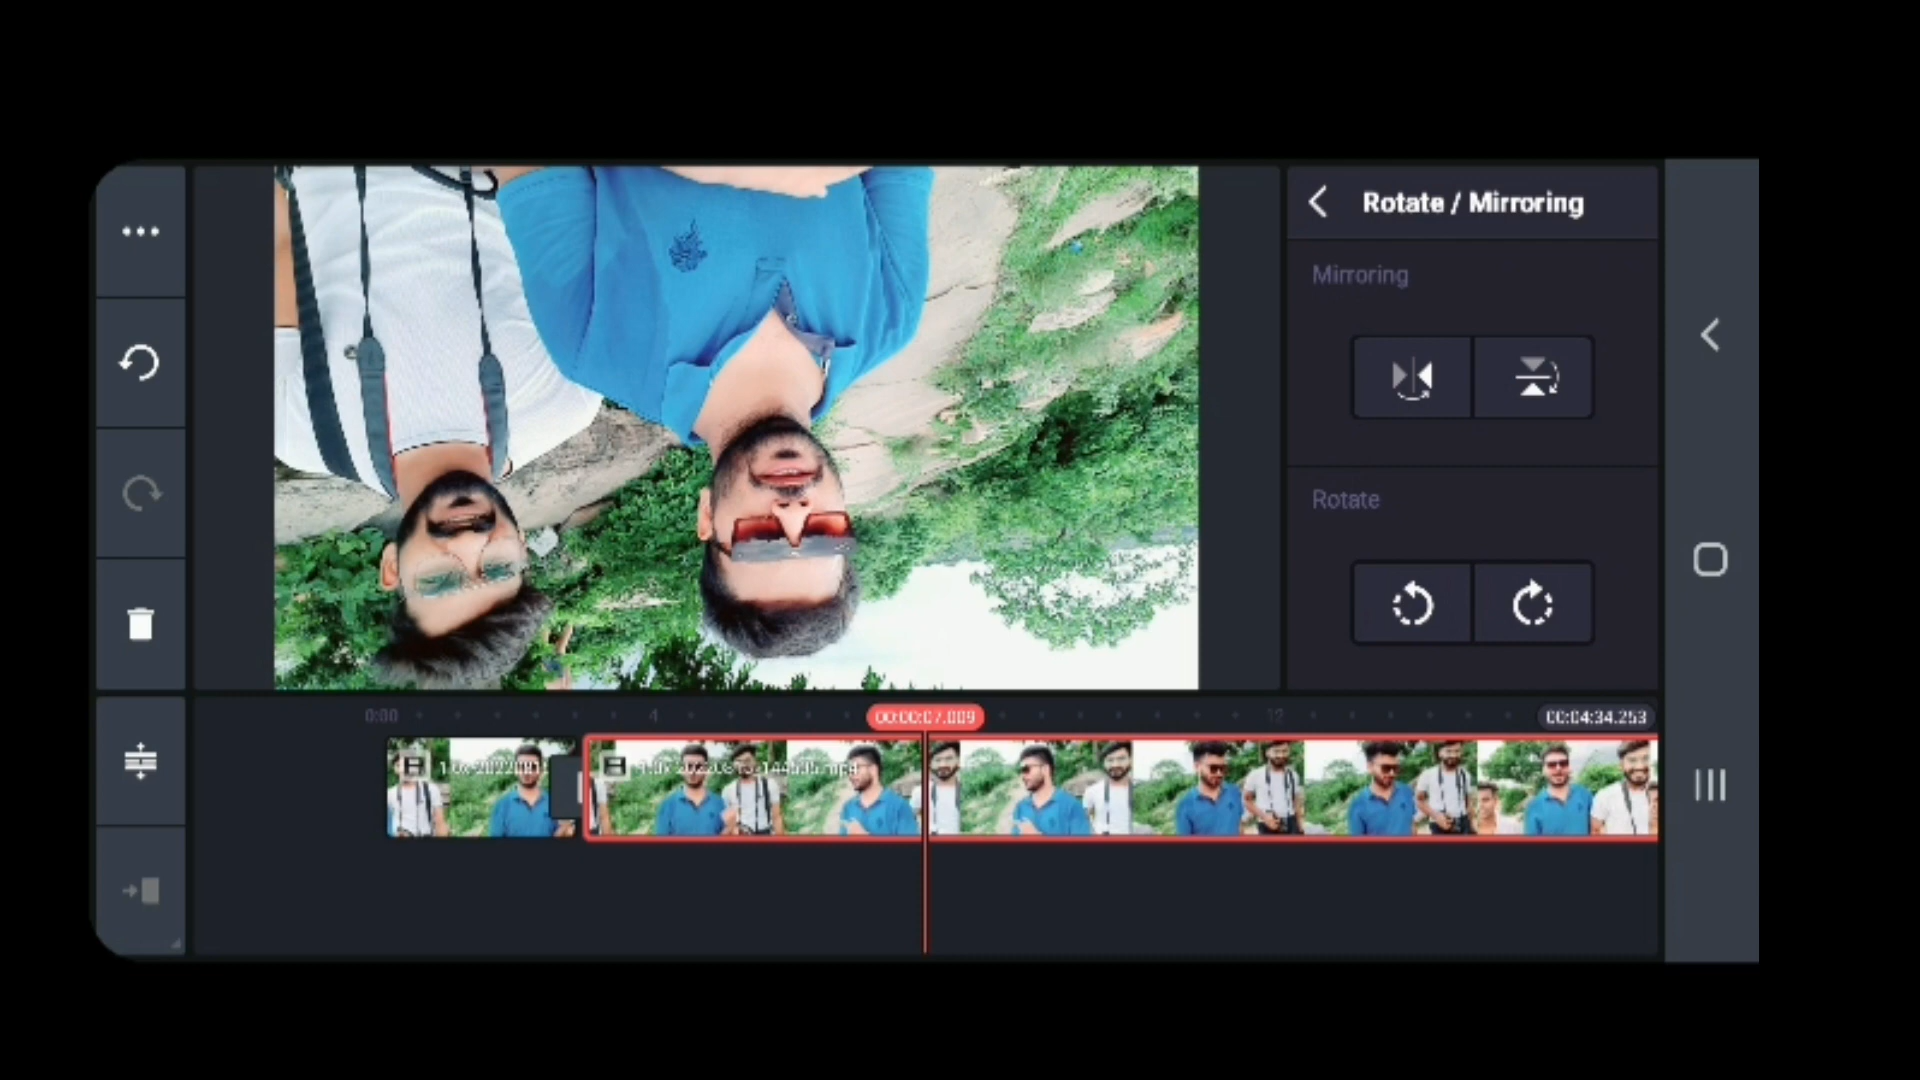 Rotate / Mirroring
Mirroring
Rotate
0:00
4
00:00:07.009
12
00:04:34.253